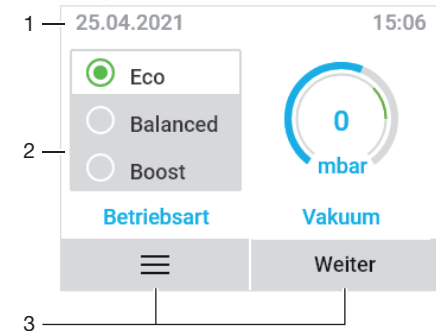 1
25.04.2021 15:06
Eco
Balanced
2
Boost
0
mbar
Betriebsart Vakuum
Weiter
3